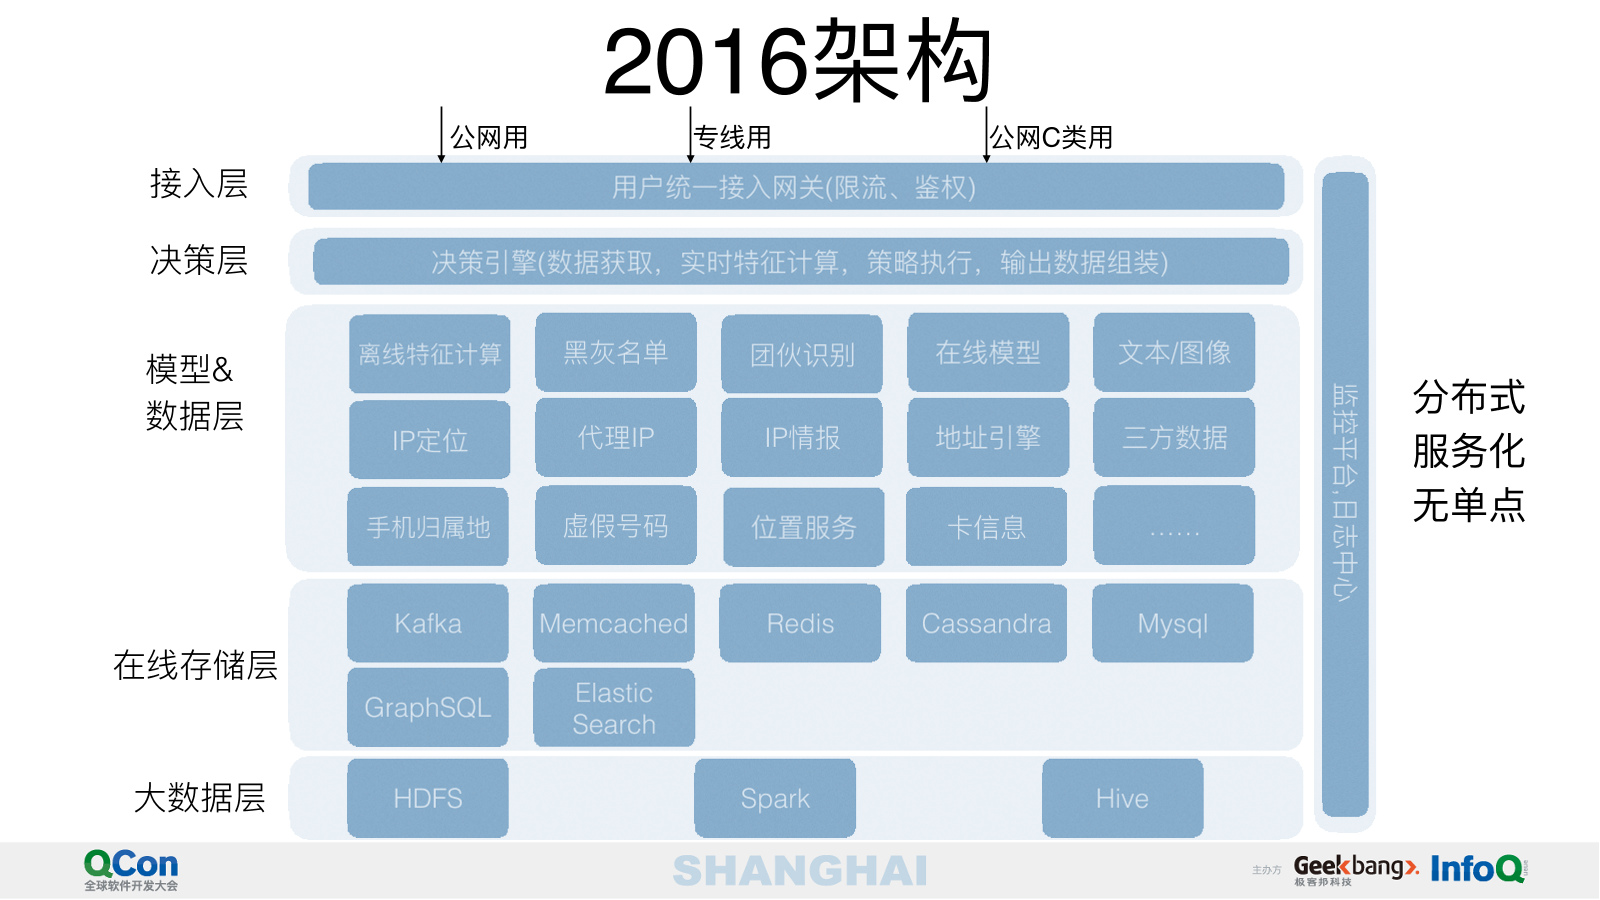 2016架构
公网用
专线用
公网C类用
接入层
用户统一接入网关(限流、鉴权)
决策层
决策引擎(数据获取，实时特征计算，策略执行，输出数据组装)
模型&
数据层
离线特征计算
黑灰名单
团伙识别
在线模型
文本/图像
IP定位
代理IP
IP情报
地址引擎
三方数据
手机归属地
虚假号码
位置服务
卡信息
……
在线存储层
Kafka
Memcached
Redis
Cassandra
Mysql
GraphSQL
Elastic
Search
大数据层
HDFS
Spark
Hive
监控平台,日志中心
分布式
服务化
无单点
QCon
全球软件开发大会
SHANGHAI
主办方
Geekbang>.
极客邦科技
InfoQ